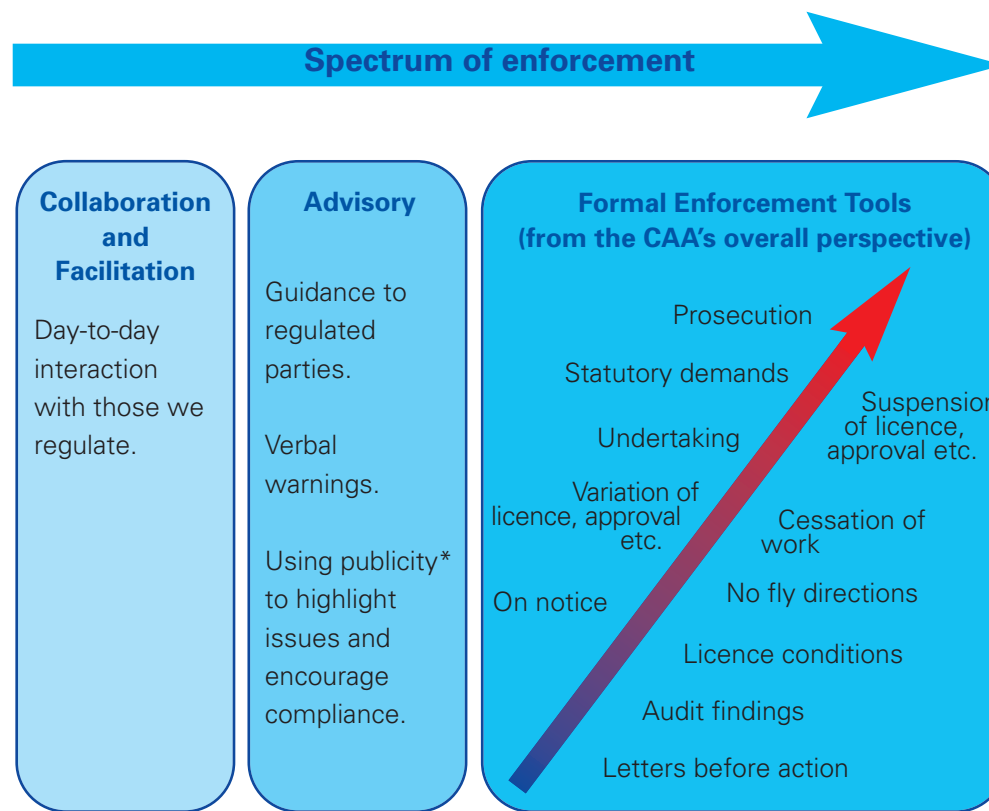 Spectrum of enforcement
Collaboration
and
Facilitation
Day-to-day
interaction
with those we
regulate.
Advisory
Guidance to
regulated
parties.
Verbal
warnings.
Using publicity*
to highlight
issues and
encourage
compliance.
Formal Enforcement Tools
(from the CAA’s overall perspective)
Prosecution
Statutory demands
Undertaking
Variation of
licence, approval
etc.
On notice
Suspension
of licence,
approval etc.
Cessation of
work
No fly directions
Licence conditions
Audit findings
Letters before action